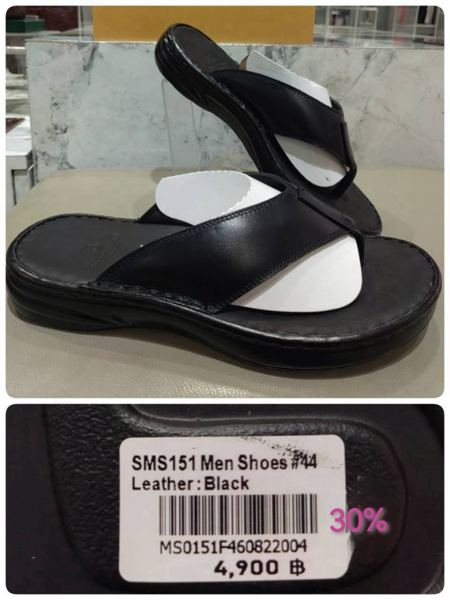 SMS151 Men Shoes #44
Leather : Black
30%
MS0151F460822004
4,900 ฿